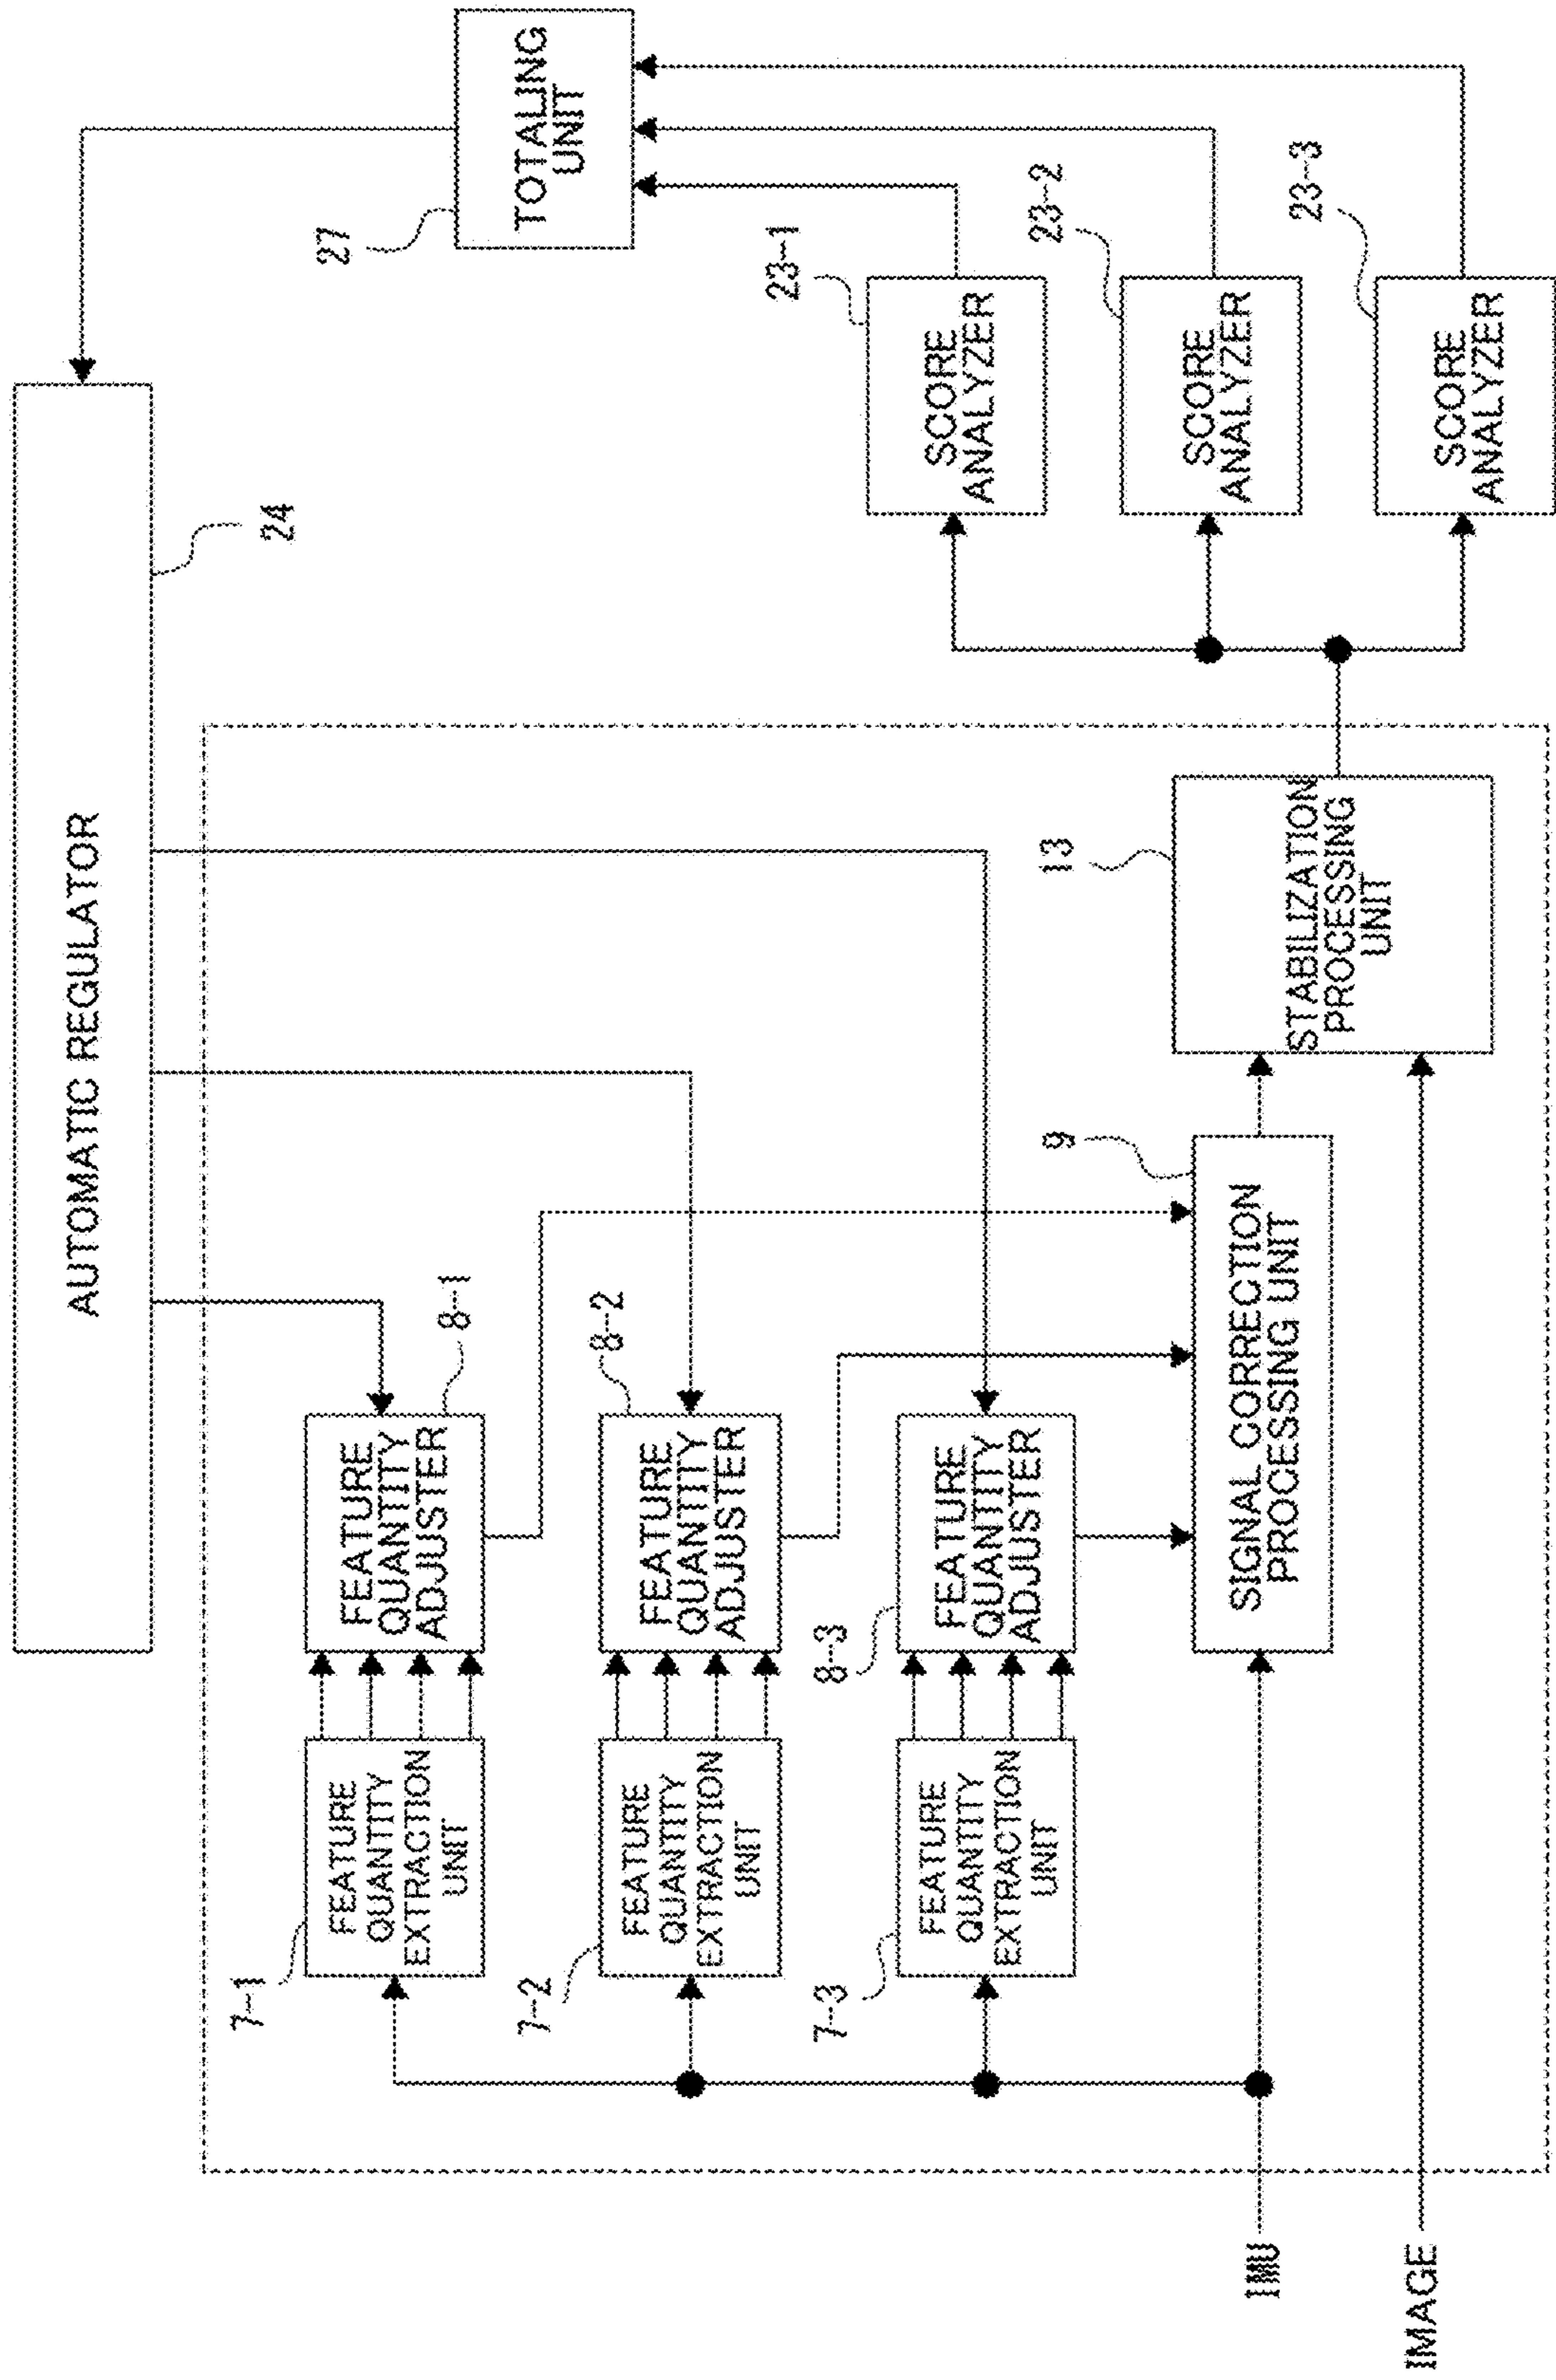 AUTOMATIC REGULATOR
24
27
TOTALING
UNIT
7-1
FEATURE
QUANTITY
EXTRACTION
UNIT
FEATURE
QUANTITY
ADJUSTER
8-1
7-2
FEATURE
QUANTITY
EXTRACTION
UNIT
FEATURE
QUANTITY
ADJUSTER
8-2
7-3
FEATURE
QUANTITY
EXTRACTION
UNIT
8-3
FEATURE
QUANTITY
ADJUSTER
23-1
SCORE
ANALYZER
23-2
SCORE
ANALYZER
23-3
SCORE
ANALYZER
9
SIGNAL CORRECTION
PROCESSING UNIT
13
STABILIZATION
PROCESSING
UNIT
IMU
IMAGE